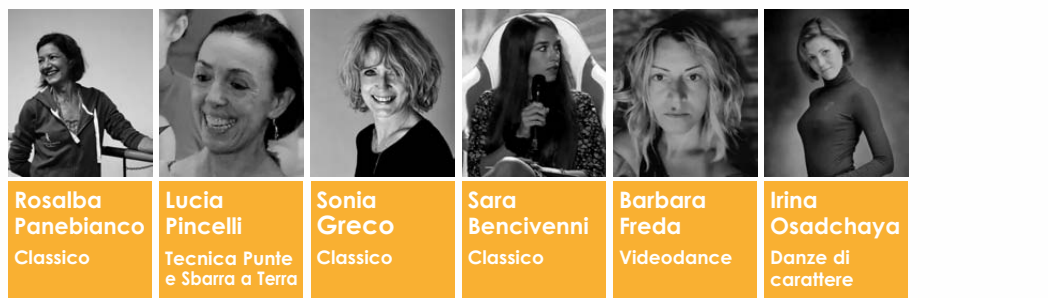 Rosalba
Panebianco
Classico
Lucia
Pincelli
Tecnica Punte
e Sbarra a Terra
Sonia
Greco
Classico
Sara
Bencivenni
Classico
Barbara
Freda
Videodance
Irina
Osadchaya
Danze di
carattere